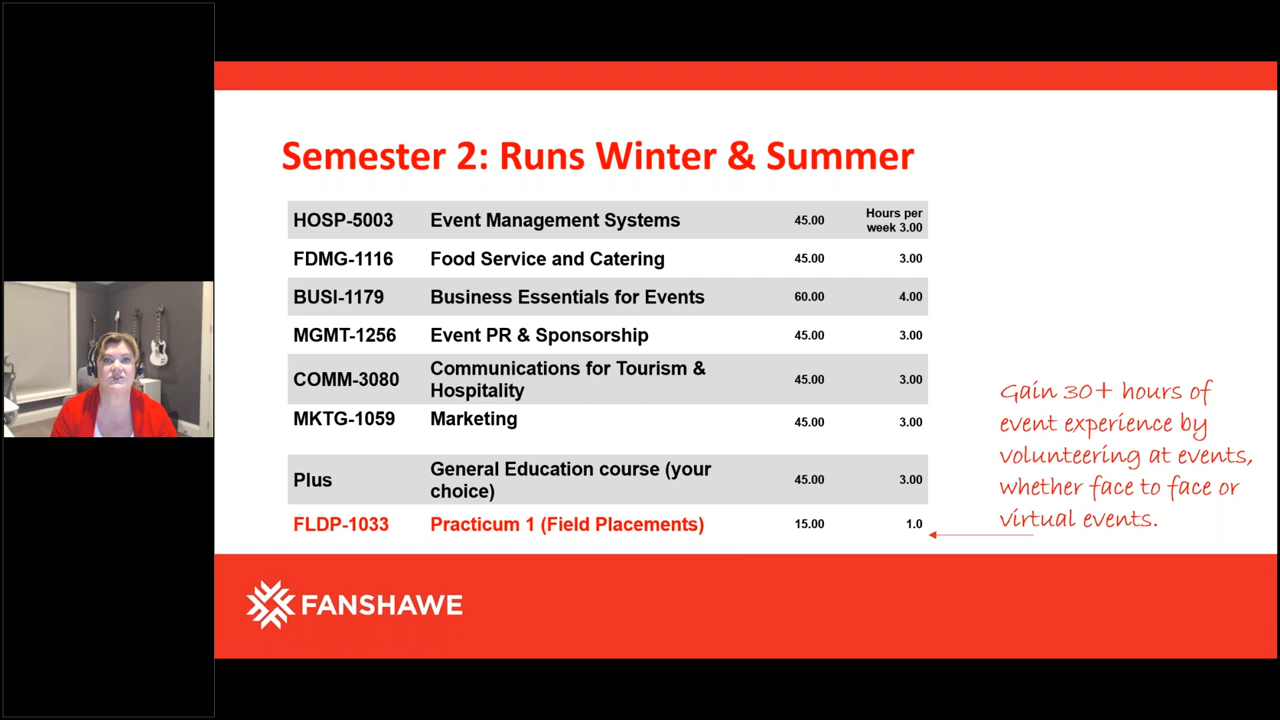 Semester 2: Runs Winter & Summer
HOSP-5003 Event Management Systems 45.00 Hours per
week 3.00
FDMG-1116 Food Service and Catering 45.00 3.00
BUSI-1179 Business Essentials for Events 60.00 4.00
MGMT-1256 Event PR & Sponsorship 45.00 3.00
COMM-3080 Communications for Tourism &
Hospitality 45.00 3.00
MKTG-1059 Marketing 45.00 3.00
Plus General Education course (your
choice) 45.00 3.00
FLDP-1033 Practicum 1 (Field Placements) 15.00 1.0
Gain 30+ hours of
event experience by
volunteering at events,
whether face to face or
virtual events.
FANSHAWE